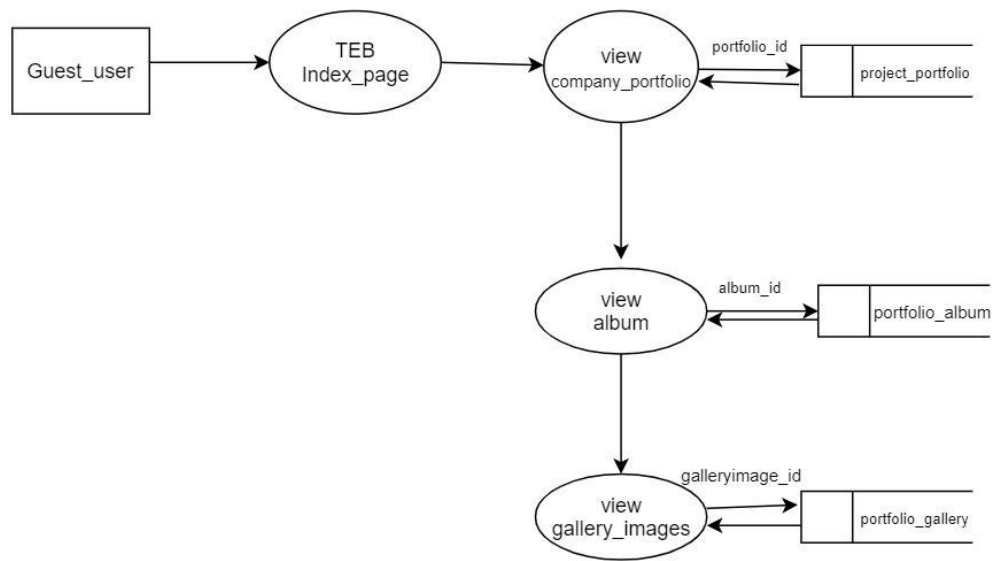 Guest_user
TEB
Index_page
view
company_portfolio
portfolio_id
project_portfolio
view
album
album_id
portfolio_album
view
gallery_images
galleryimage_id
portfolio_gallery